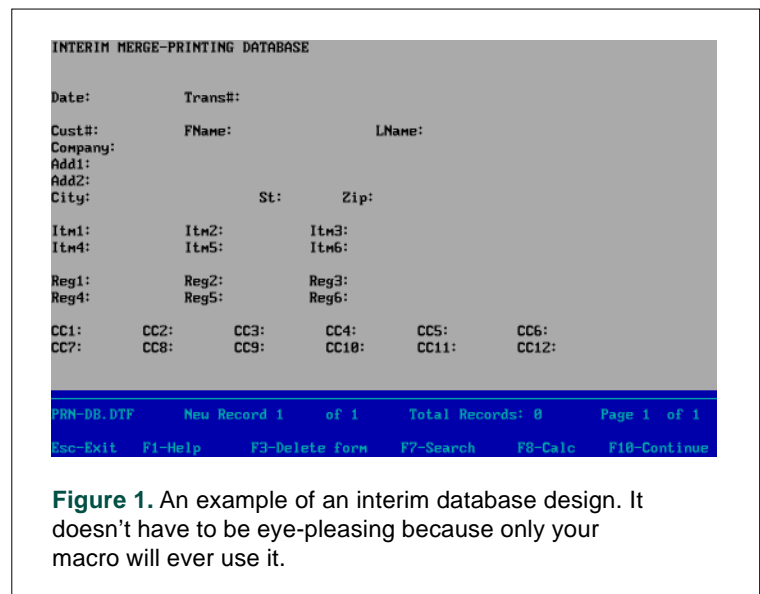 INTERIM MERGE-PRINTING DATABASE
Date: Trans#:
Cust#: FName: LName:
Company:
Add1:
Add2:
City: St: Zip:
Itm1: Itm2: Itm3:
Itm4: Itm5: Itm6:
Reg1: Reg2: Reg3:
Reg4: Reg5: Reg6:
CC1: CC2: CC3: CC4: CC5: CC6:
CC7: CC8: CC9: CC10: CC11: CC12:
PRN-DB.DTF New Record 1 of 1 Total Records: 0 Page 1 of 1
Esc-Exit F1-Help F3-Delete form F7-Search F8-Calc F10-Continue
Figure 1. An example of an interim database design. It
doesn't have to be eye-pleasing because only your
macro will ever use it.